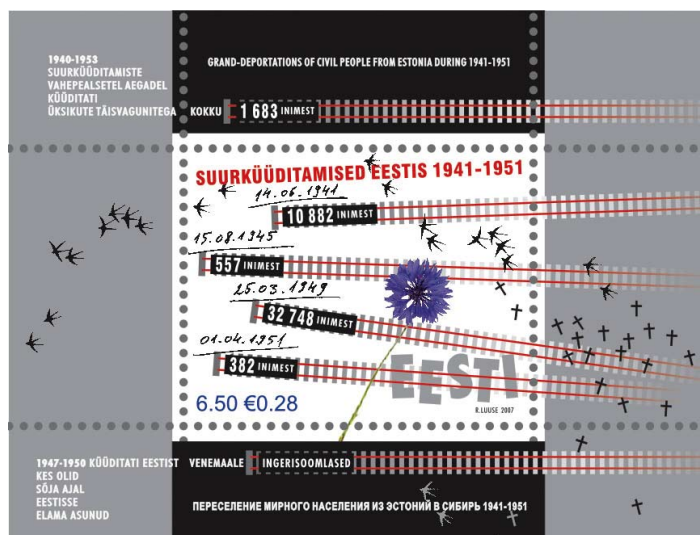 GRAND-DEPORTATIONS OF CIVIL PEOPLE FROM ESTONIA DURING 1941-1951
1940-1953
SUURKÜÜDITAMISTE
VAHEPEALSETEL AEGADEL
KÜÜDITATI
ÜKSIKUTE TÄISVAGUNITEGA KOKKU 1 683 INIMEST
SUURKÜÜDITAMISED EESTIS 1941-1951
14.06.1941
10 882 INIMEST
15.08.1945
557 INIMEST
25.03.1949
32 748 INIMEST
01.04.1951
382 INIMEST
EESTI
6.50 €0.28
R.LUUSE 2007
1947-1950 KÜÜDITATI EESTIST VENEMAALE INGERISOOMLASED
KES OLID
SÕJA AJAL
EESTISSE
ELAMA ASUNUD
ПЕРЕСЕЛЕНИЕ МИРНОГО НАСЕЛЕНИЯ ИЗ ЭСТОНИЙ В СИБИРЬ 1941-1951